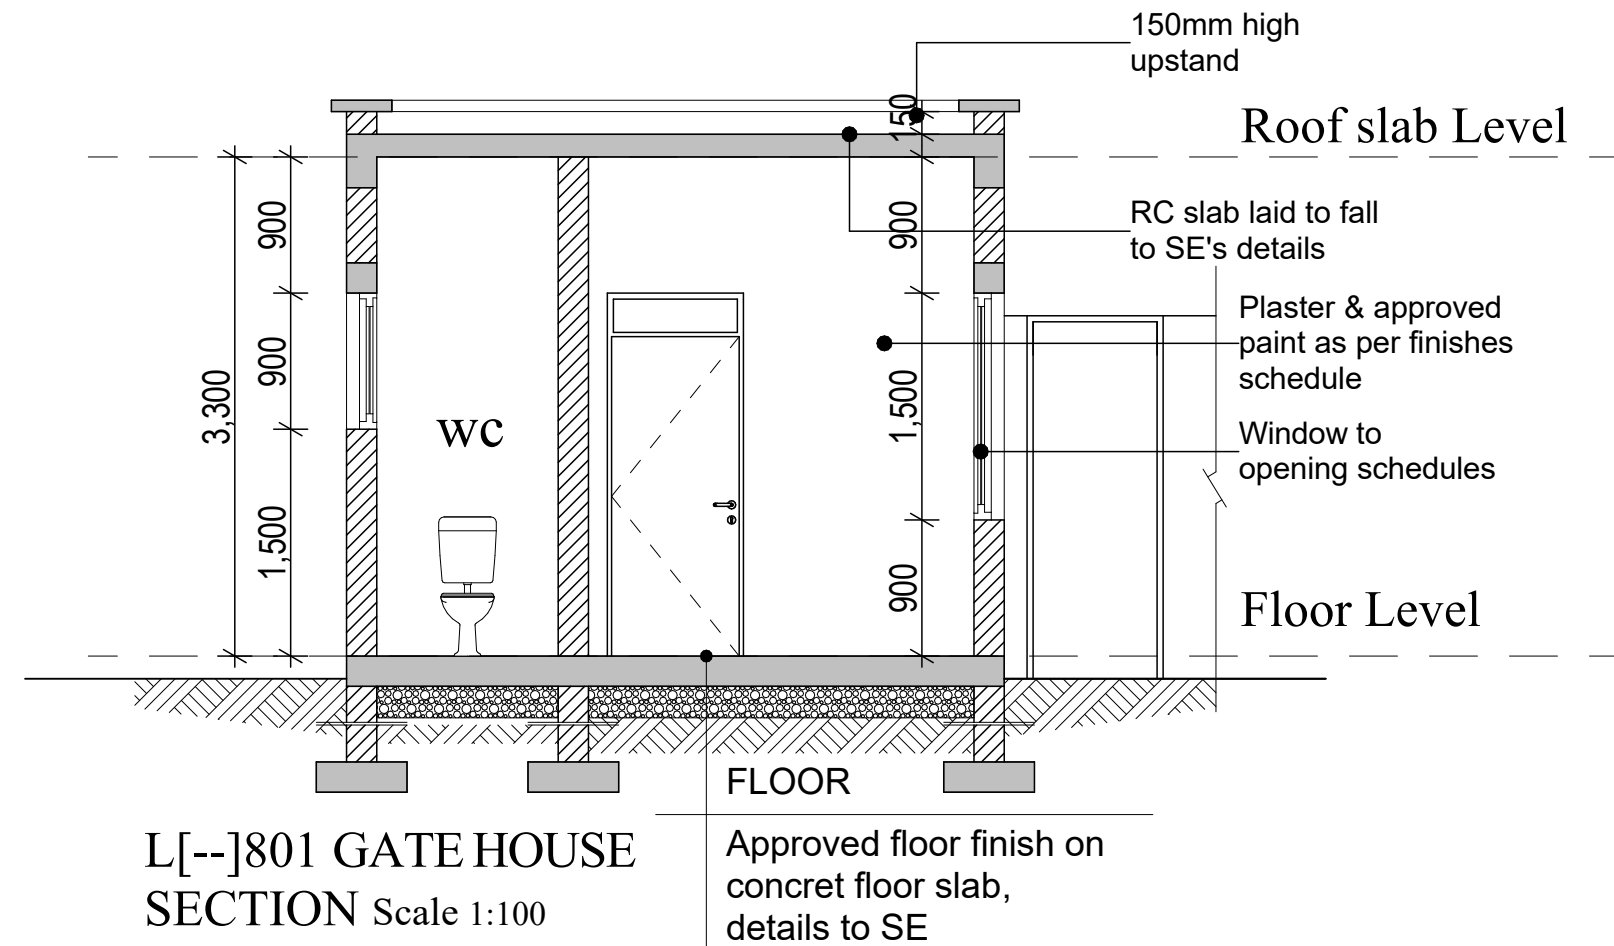 150mm high
upstand
150
Roof slab Level
RC slab laid to fall
to SE's details
900
900
Plaster & approved
paint as per finishes
schedule
900
3,300
1,500
wc
Window to
opening schedules
1,500
900
Floor Level
FLOOR
Approved floor finish on
concret floor slab,
details to SE
L[--]801 GATE HOUSE
SECTION Scale 1:100